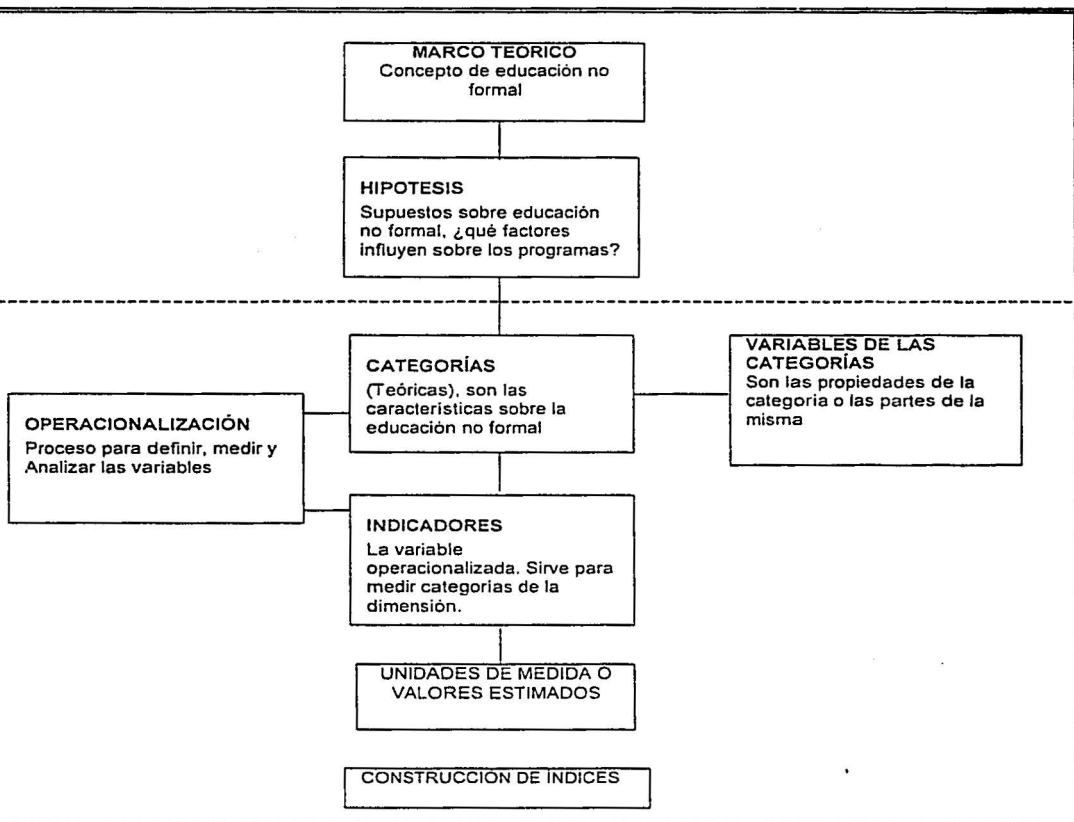 MARCO TEÓRICO
Concepto de educación no
formal
HIPOTESIS
Supuestos sobre educación
no formal, ¿qué factores
influyen sobre los programas?
CATEGORÍAS
(Teóricas), son las
características sobre la
educación no formal
VARIABLES DE LAS
CATEGORÍAS
Son las propiedades de la
categoria o las partes de la
misma
OPERACIONALIZACIÓN
Proceso para definir, medir y
Analizar las variables
INDICADORES
La variable
operacionalizada. Sirve para
medir categorias de la
dimensión.
UNIDADES DE MEDIDA O
VALORES ESTIMADOS
CONSTRUCCIÓN DE INDICES